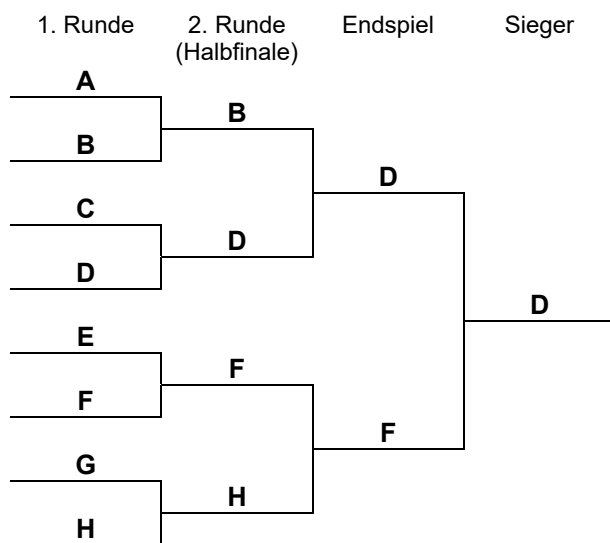 1. Runde
2. Runde
(Halbfinale)
Endspiel
Sieger
A
B
B
C
D
D
D
E
F
F
G
H
H
F
D